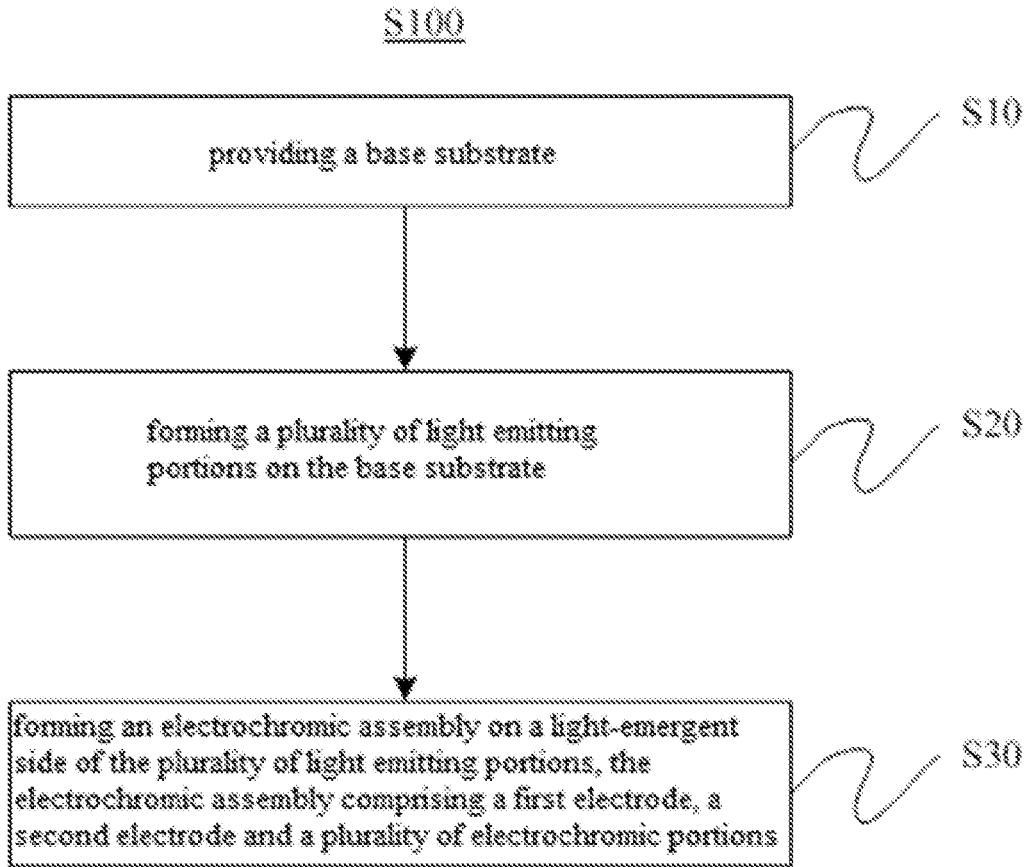 S100
providing a base substrate
S10
forming a plurality of light emitting
portions on the base substrate
S20
forming an electrochromic assembly on a light-emergent
side of the plurality of light emitting portions, the
electrochromic assembly comprising a first electrode, a
second electrode and a plurality of electrochromic portions
S30